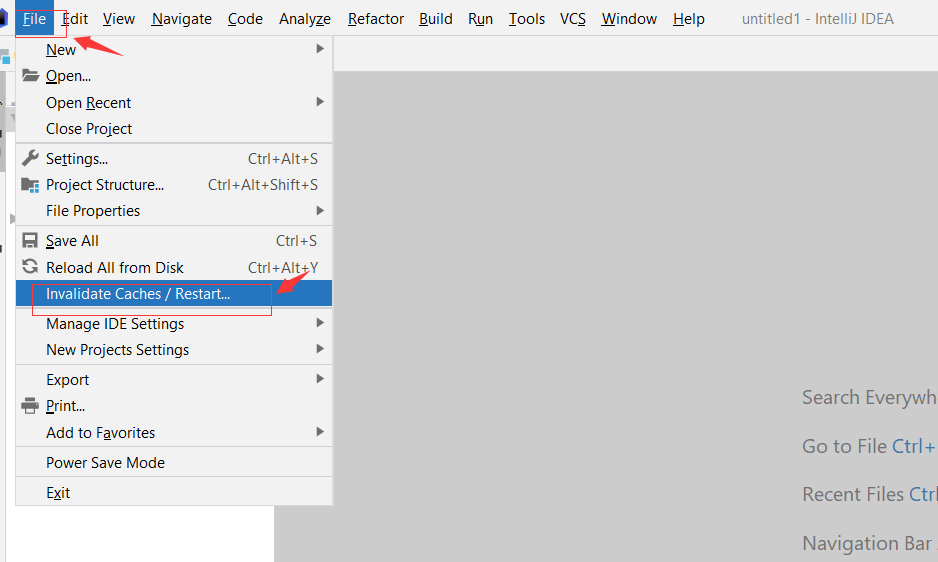 File Edit View Navigate Code Analyze Refactor Build Run Tools VCS Window Help untitled1 - IntelliJ IDEA
New
Open...
Open Recent
Close Project
Settings... Ctrl+Alt+S
Project Structure... Ctrl+Alt+Shift+S
File Properties
Save All Ctrl+S
Reload All from Disk Ctrl+Alt+Y
Invalidate Caches / Restart...
Manage IDE Settings
New Projects Settings
Export
Print...
Add to Favorites
Power Save Mode
Exit
Search Everywh
Go to File Ctrl+
Recent Files Ctrl
Navigation Bar